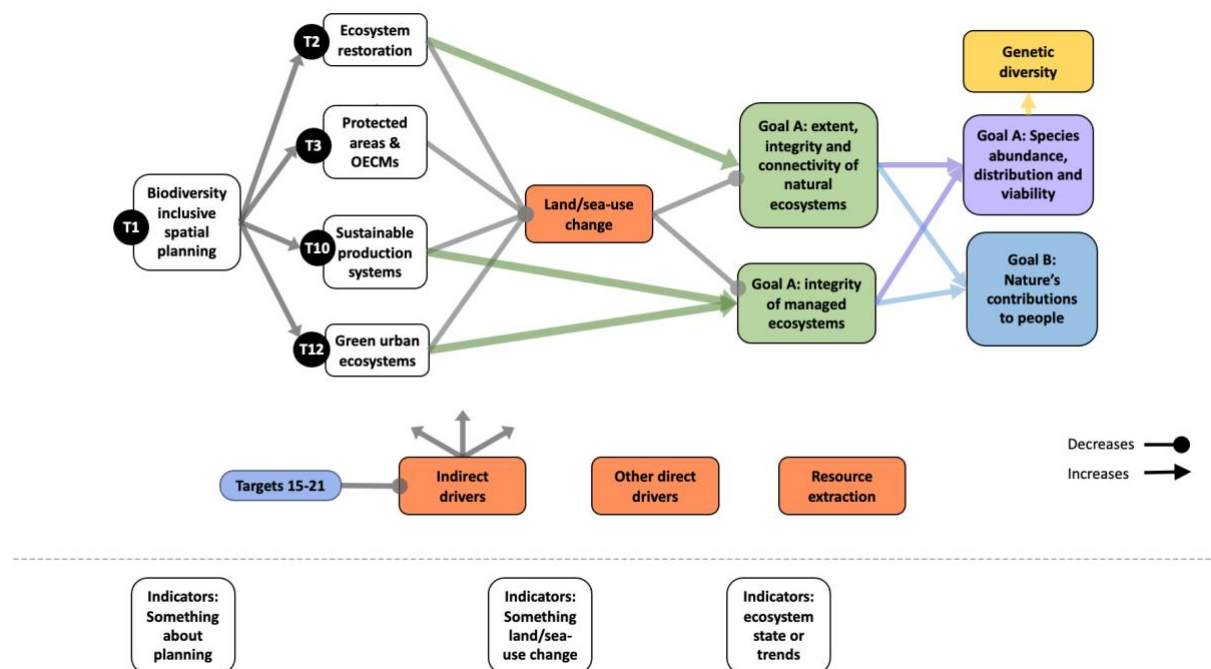 T2
Ecosystem
restoration
T3
Protected
areas &
OECMs
T1
Biodiversity
inclusive
spatial
planning
T10
Sustainable
production
systems
T12
Green urban
ecosystems
Land/sea-use
change
Goal A: extent,
integrity and
connectivity of
natural
ecosystems
Goal A: integrity
of managed
ecosystems
Genetic
diversity
Goal A: Species
abundance,
distribution and
viability
Goal B:
Nature’s
contributions
to people
Decreases
Increases
Targets 15-21
Indirect
drivers
Other direct
drivers
Resource
extraction
Indicators:
Something
about
planning
Indicators:
Something
land/sea-
use change
Indicators:
ecosystem
state or
trends